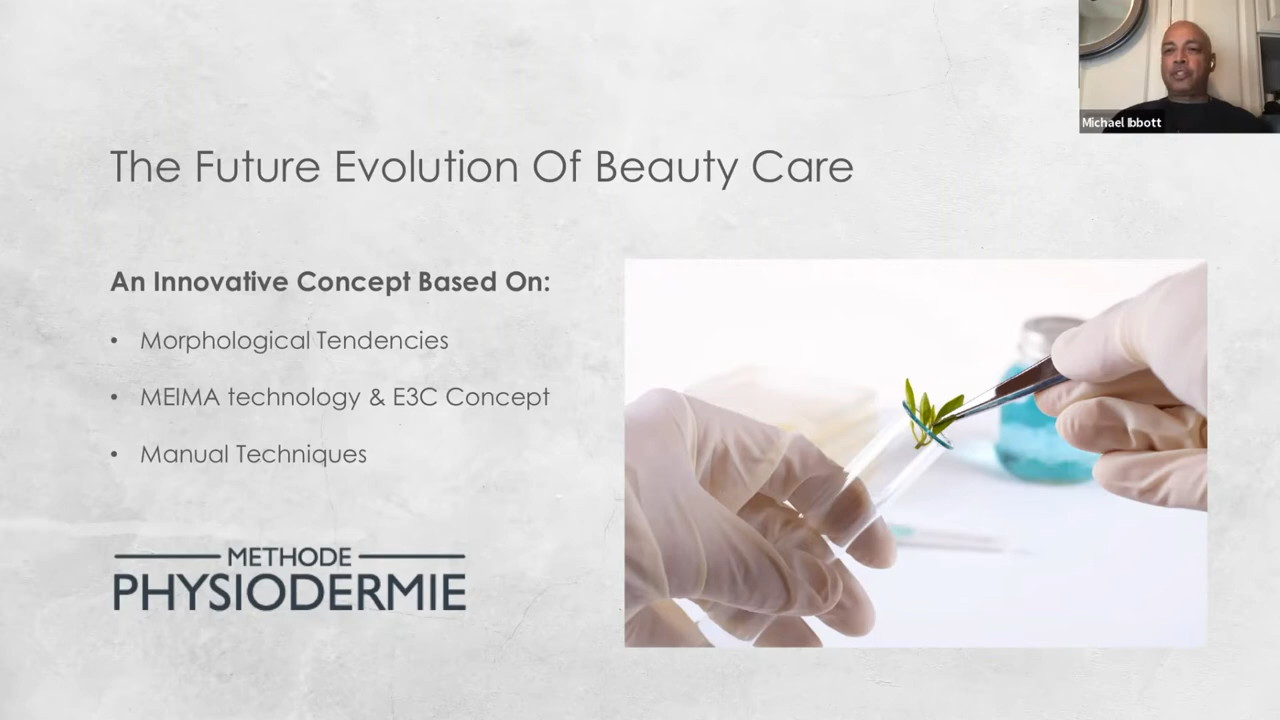 Michael Ibbott
The Future Evolution Of Beauty Care
An Innovative Concept Based On:
• Morphological Tendencies
• MEIMA technology & E3C Concept
• Manual Techniques
METHODE
PHYSIODERMIE